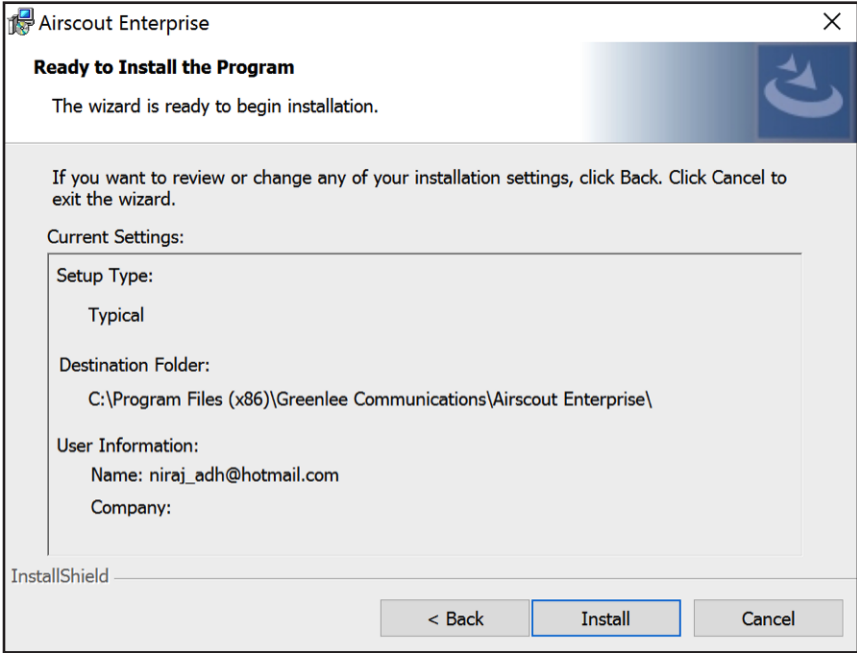 Airscout Enterprise
Ready to Install the Program
The wizard is ready to begin installation.
If you want to review or change any of your installation settings, click Back. Click Cancel to
exit the wizard.
Current Settings:
Setup Type:
Typical
Destination Folder:
C:\Program Files (x86)\Greenlee Communications\Airscout Enterprise\
User Information:
Name: niraj_adh@hotmail.com
Company:
InstallShield
< Back
Install
Cancel